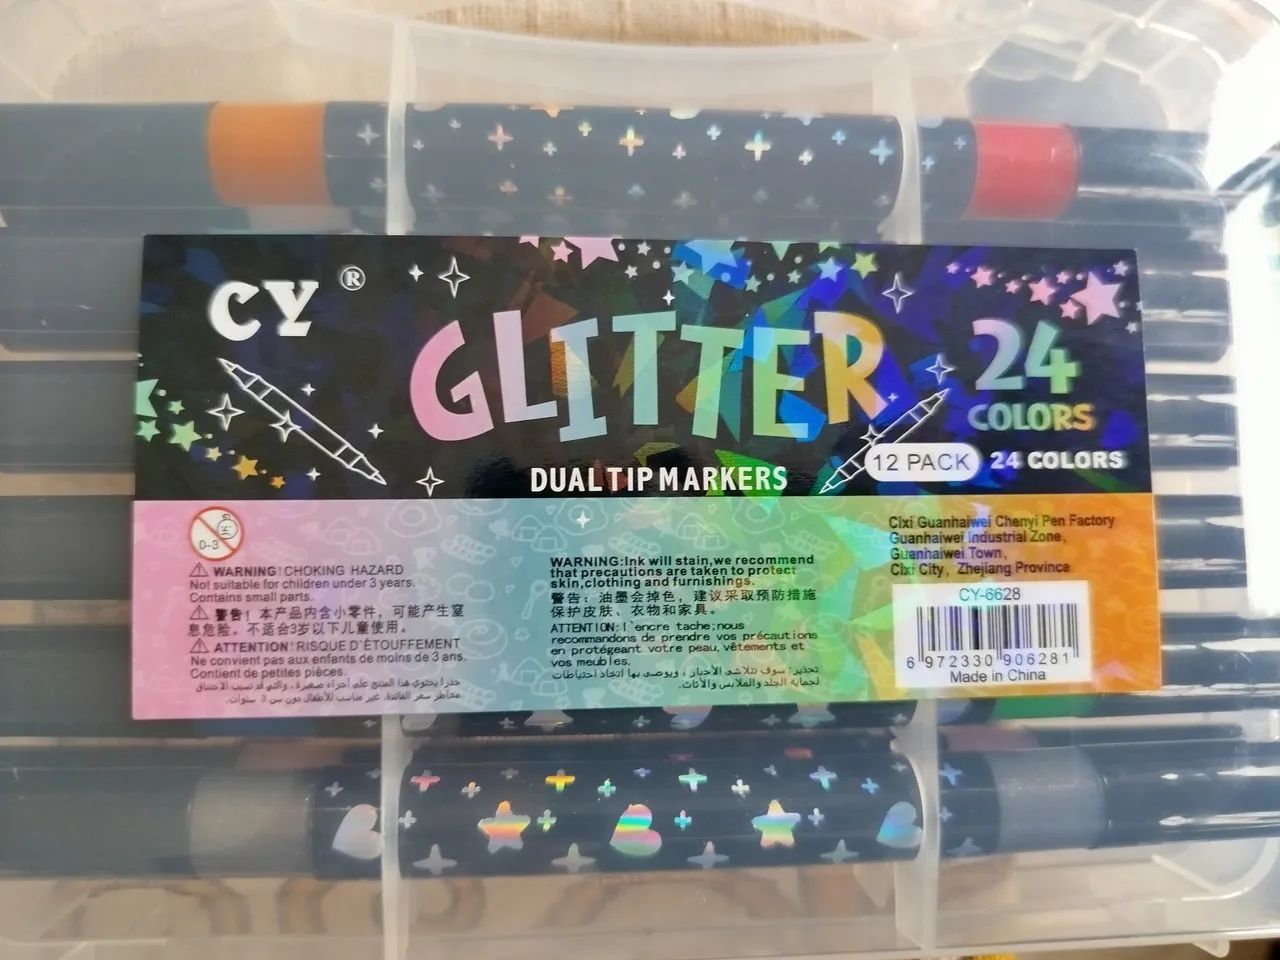 CY ®
GLITTER
24
COLORS
DUAL TIP MARKERS
12 PACK 24 COLORS
0-3
WARNING! CHOKING HAZARD
Not suitable for children under 3 years.
Contains small parts.
警告! 本产品内含小零件，可能产生窒
息危险。不适合3岁以下儿童使用。
ATTENTION! RISQUE D'ÉTOUFFEMENT
Ne convient pas aux enfants de moins de 3 ans.
Contient de petites pièces.
WARNING:Ink will stain,we recommend
that precautions are taken to protect
skin,clothing and furnishings.
警告：油墨会掉色，建议采取预防措施
保护皮肤、衣物和家具。
ATTENTION:l'encre tache;nous
recommandons de prendre vos précautions
en protégeant votre peau,vêtements et
vos meubles.
Cixi Guanhaiwei Chenyi Pen Factory
Guanhaiwei Industrial Zone,
Guanhaiwei Town,
Cixi City, Zhejiang Province
CY-6628
6 972330 906281
Made in China